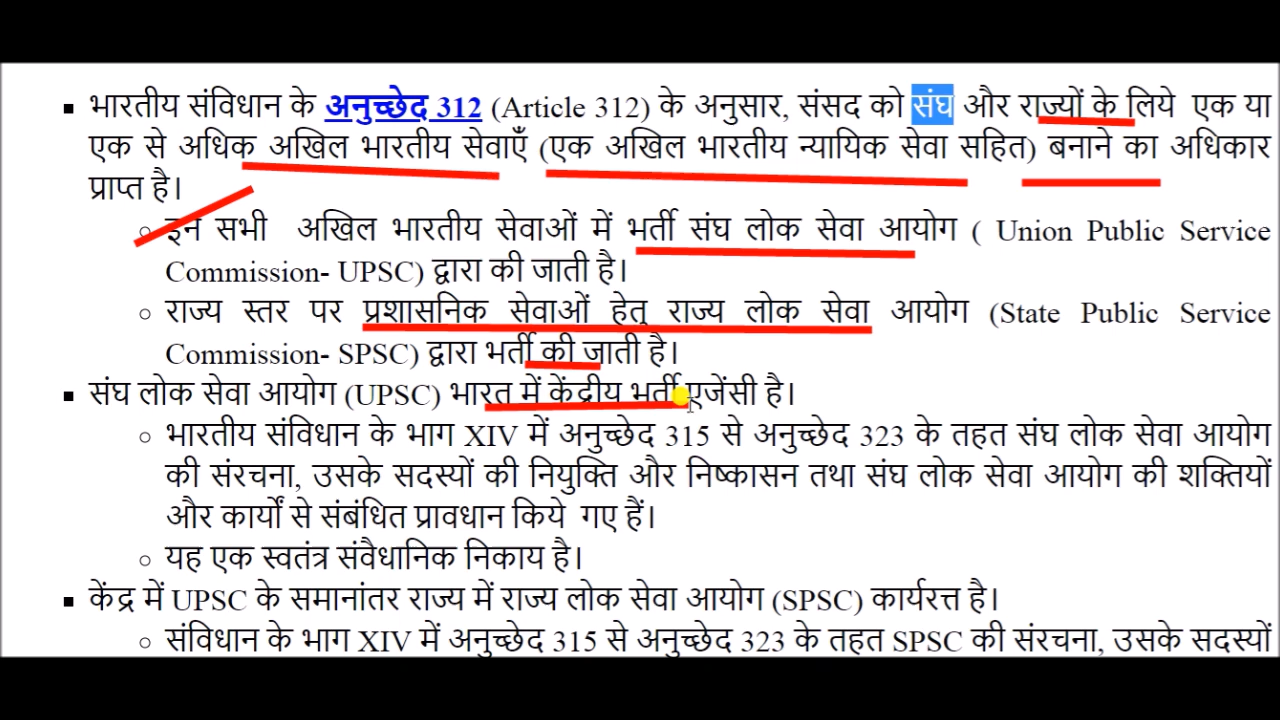 ▪ भारतीय संविधान के अनुच्छेद 312 (Article 312) के अनुसार, संसद को संघ और राज्यों के लिये एक या
एक से अधिक अखिल भारतीय सेवाएँ (एक अखिल भारतीय न्यायिक सेवा सहित) बनाने का अधिकार
प्राप्त है।
○ इन सभी अखिल भारतीय सेवाओं में भर्ती संघ लोक सेवा आयोग ( Union Public Service
Commission- UPSC) द्वारा की जाती है।
○ राज्य स्तर पर प्रशासनिक सेवाओं हेतु राज्य लोक सेवा आयोग (State Public Service
Commission- SPSC) द्वारा भर्ती की जाती है।
▪ संघ लोक सेवा आयोग (UPSC) भारत में केंद्रीय भर्ती एजेंसी है।
○ भारतीय संविधान के भाग XIV में अनुच्छेद 315 से अनुच्छेद 323 के तहत संघ लोक सेवा आयोग
की संरचना, उसके सदस्यों की नियुक्ति और निष्कासन तथा संघ लोक सेवा आयोग की शक्तियों
और कार्यों से संबंधित प्रावधान किये गए हैं।
○ यह एक स्वतंत्र संवैधानिक निकाय है।
▪ केंद्र में UPSC के समानांतर राज्य में राज्य लोक सेवा आयोग (SPSC) कार्यरत्त है।
○ संविधान के भाग XIV में अनुच्छेद 315 से अनुच्छेद 323 के तहत SPSC की संरचना, उसके सदस्यों